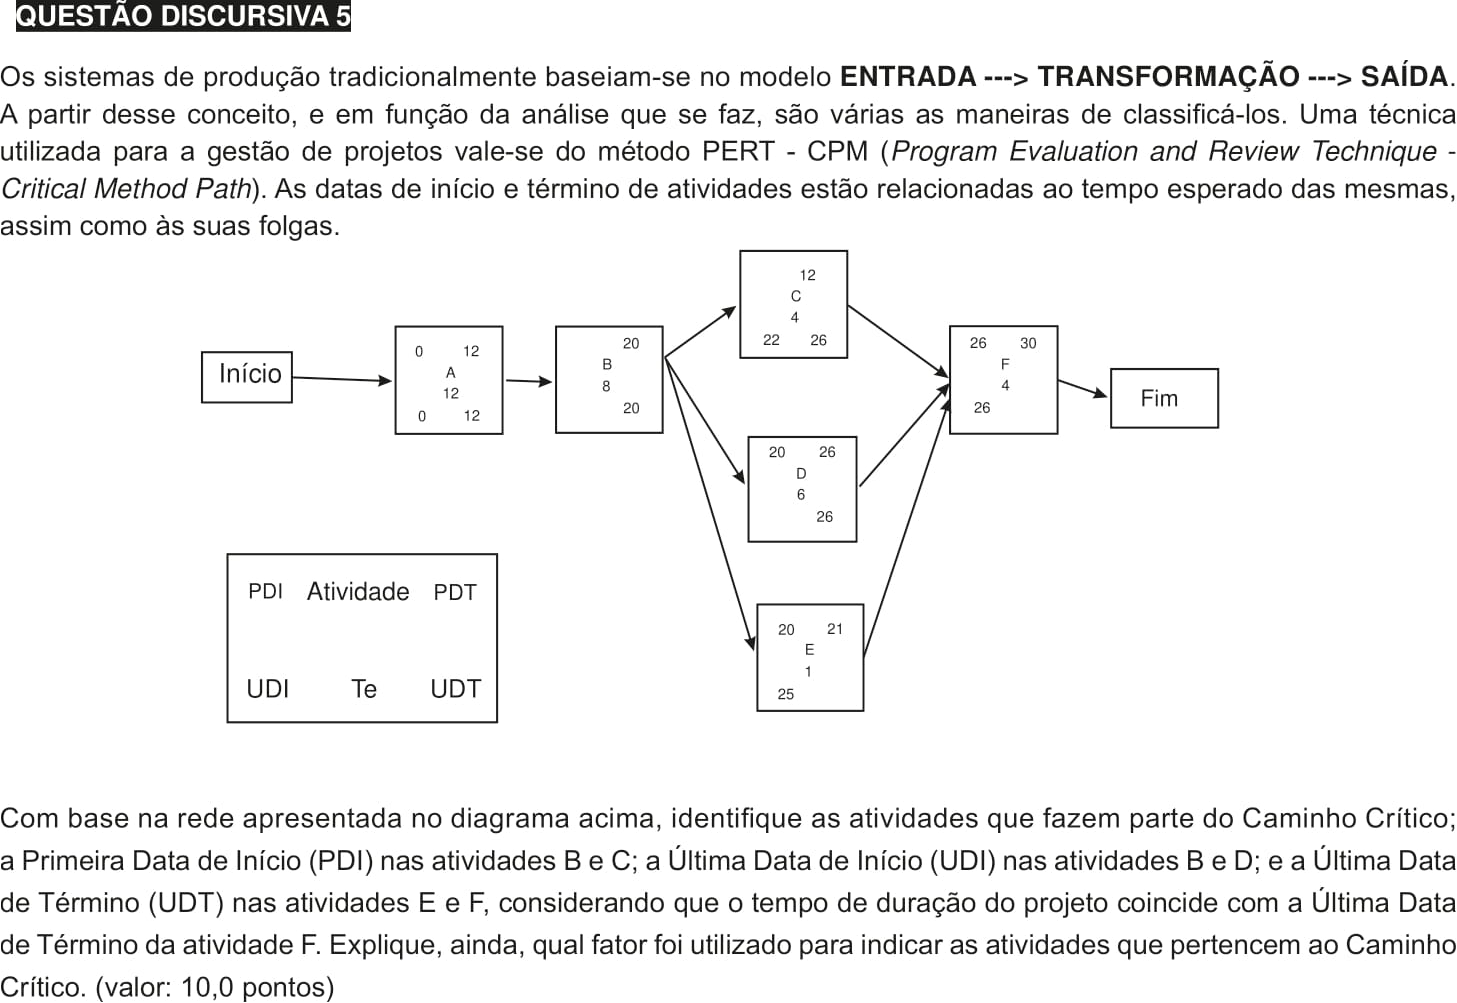 QUESTÃO DISCURSIVA 5
Os sistemas de produção tradicionalmente baseiam-se no modelo ENTRADA ---> TRANSFORMAÇÃO ---> SAÍDA.
A partir desse conceito, e em função da análise que se faz, são várias as maneiras de classificá-los. Uma técnica
utilizada para a gestão de projetos vale-se do método PERT - CPM (Program Evaluation and Review Technique -
Critical Method Path). As datas de início e término de atividades estão relacionadas ao tempo esperado das mesmas,
assim como às suas folgas.
Início
0 12
A
12
0 12
20
B
8
20
12
C
4
22 26
20 26
D
6
26
20 21
E
1
25
26 30
F
4
26
Fim
PDI Atividade PDT
UDI Te UDT
Com base na rede apresentada no diagrama acima, identifique as atividades que fazem parte do Caminho Crítico;
a Primeira Data de Início (PDI) nas atividades B e C; a Última Data de Início (UDI) nas atividades B e D; e a Última Data
de Término (UDT) nas atividades E e F, considerando que o tempo de duração do projeto coincide com a Última Data
de Término da atividade F. Explique, ainda, qual fator foi utilizado para indicar as atividades que pertencem ao Caminho
Crítico. (valor: 10,0 pontos)